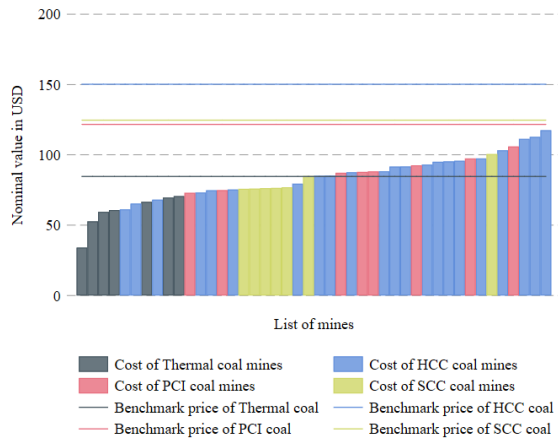 200
150
100
50
0
Nominal value in USD
List of mines
Cost of Thermal coal mines
Cost of HCC coal mines
Cost of PCI coal mines
Cost of SCC coal mines
Benchmark price of Thermal coal
Benchmark price of HCC coal
Benchmark price of PCI coal
Benchmark price of SCC coal